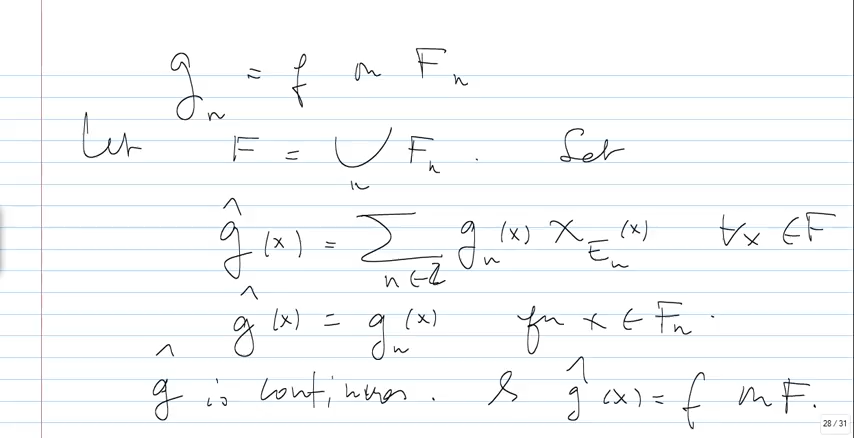 g_n = f on F_n
Let F = ⋃_n F_n . Set
ĝ(x) = ∑_{n∈ℤ} g_n(x) χ_{E_n}(x) ∀x ∈ F
ĝ(x) = g_n(x) for x ∈ F_n .
ĝ is continuous. & ĝ(x) = f on F.
28 / 31